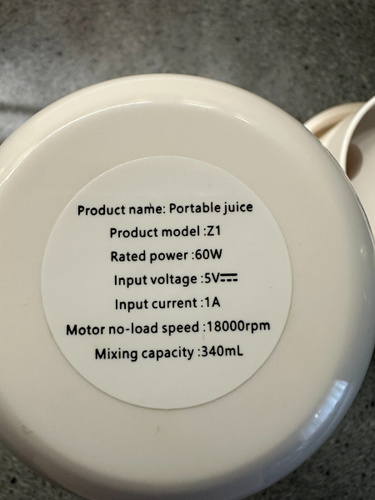 Product name: Portable juice
Product model :Z1
Rated power :60W
Input voltage :5V⎓
Input current :1A
Motor no-load speed :18000rpm
Mixing capacity :340mL